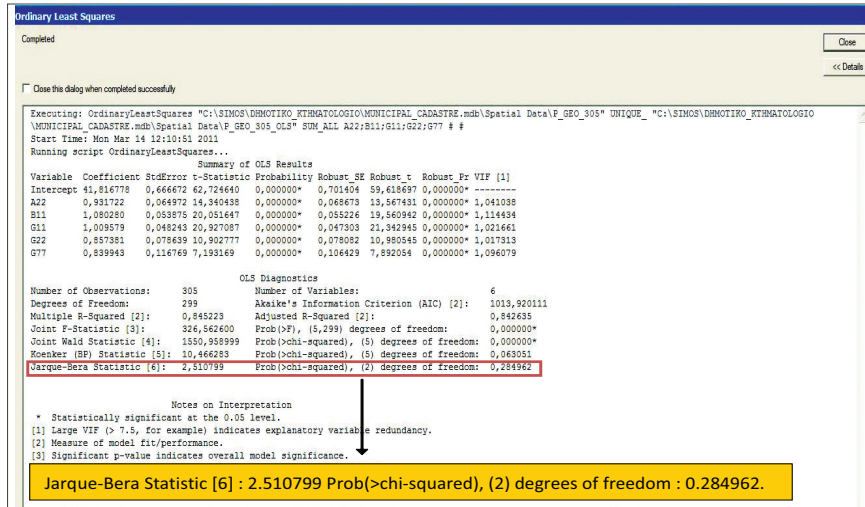 Ordinary Least Squares
Completed
Close
<< Details
Close this dialog when completed successfully
Executing: OrdinaryLeastSquares "C:\SIMOS\DHMOTIKO_KTHMATOLOGIO\MUNICIPAL_CADASTRE.mdb\Spatial Data\P_GEO_305" UNIQUE_ "C:\SIMOS\DHMOTIKO_KTHMATOLOGIO
\MUNICIPAL_CADASTRE.mdb\Spatial Data\P_GEO_305_OLS" SUM_ALL A22;B11;G11;G22;G77 # #
Start Time: Mon Mar 14 12:10:51 2011
Running script OrdinaryLeastSquares...
Summary of OLS Results
Variable Coefficient StdError t-Statistic Probability Robust_SE Robust_t Robust_Pr VIF [1]
Intercept 41,816778 0,666672 62,724640 0,000000* 0,701404 59,618697 0,000000* --------
A22 0,931722 0,064972 14,340438 0,000000* 0,068673 13,567431 0,000000* 1,041038
B11 1,080280 0,053875 20,051647 0,000000* 0,055226 19,560942 0,000000* 1,114434
G11 1,009579 0,048243 20,927087 0,000000* 0,047303 21,342945 0,000000* 1,021661
G22 0,857381 0,078639 10,902777 0,000000* 0,078082 10,980545 0,000000* 1,017313
G77 0,839943 0,116769 7,193169 0,000000* 0,106429 7,892054 0,000000* 1,096079
OLS Diagnostics
Number of Observations: 305 Number of Variables: 6
Degrees of Freedom: 299 Akaike's Information Criterion (AIC) [2]: 1013,920111
Multiple R-Squared [2]: 0,845223 Adjusted R-Squared [2]: 0,842635
Joint F-Statistic [3]: 326,562600 Prob(>F), (5,299) degrees of freedom: 0,000000*
Joint Wald Statistic [4]: 1550,958999 Prob(>chi-squared), (5) degrees of freedom: 0,000000*
Koenker (BP) Statistic [5]: 10,466283 Prob(>chi-squared), (5) degrees of freedom: 0,063051
Jarque-Bera Statistic [6]: 2,510799 Prob(>chi-squared), (2) degrees of freedom: 0,284962
Notes on Interpretation
* Statistically significant at the 0.05 level.
[1] Large VIF (> 7.5, for example) indicates explanatory variable redundancy.
[2] Measure of model fit/performance.
[3] Significant p-value indicates overall model significance.
Jarque-Bera Statistic [6] : 2.510799 Prob(>chi-squared), (2) degrees of freedom : 0.284962.